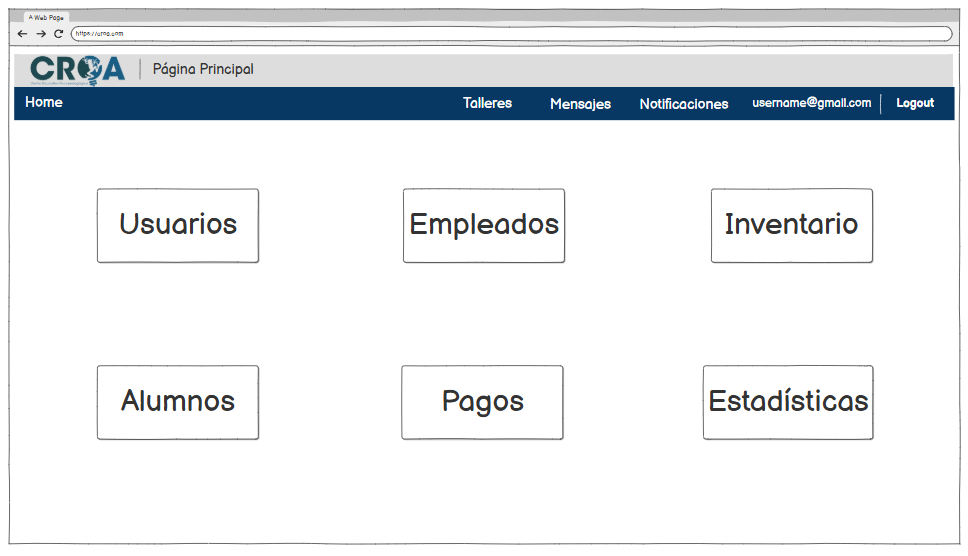 A Web Page
https://croa.com
CROA | Página Principal
Home Talleres Mensajes Notificaciones username@gmail.com | Logout
Usuarios Empleados Inventario
Alumnos Pagos Estadísticas